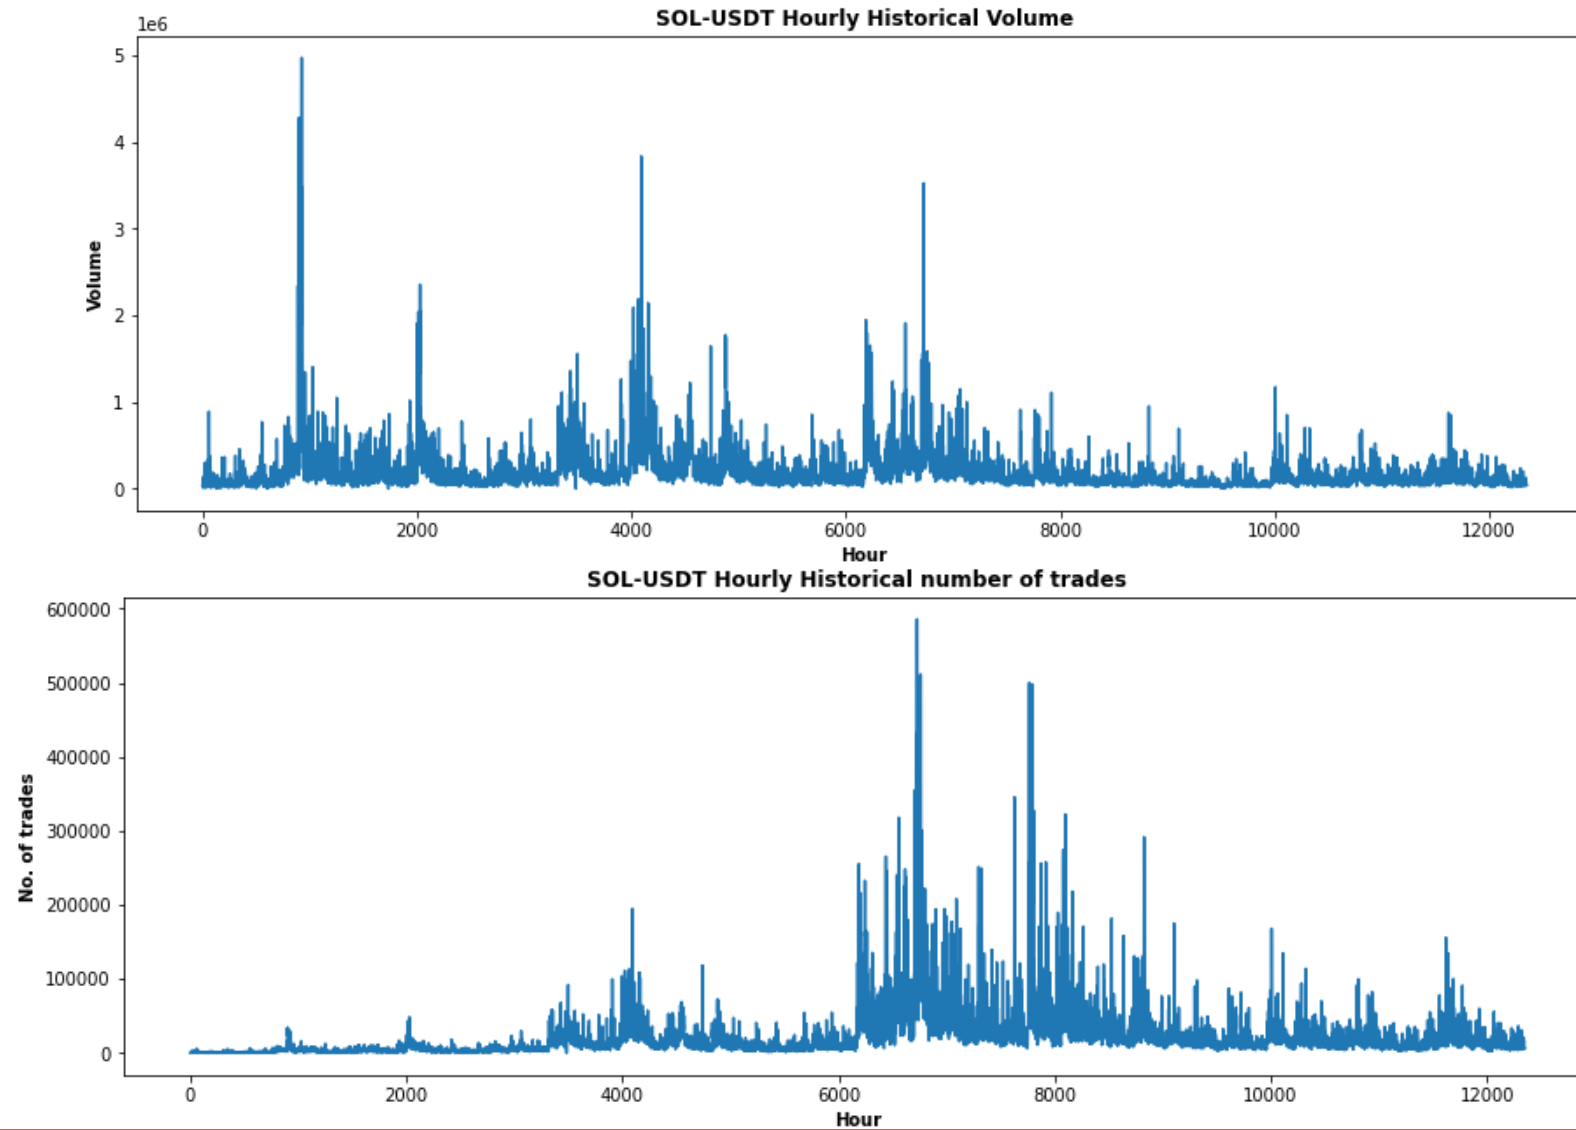 SOL-USDT Hourly Historical Volume
1e6
5
4
3
2
1
0
Volume
0 2000 4000 6000 8000 10000 12000
Hour
SOL-USDT Hourly Historical number of trades
600000
500000
400000
300000
200000
100000
0
No. of trades
0 2000 4000 6000 8000 10000 12000
Hour